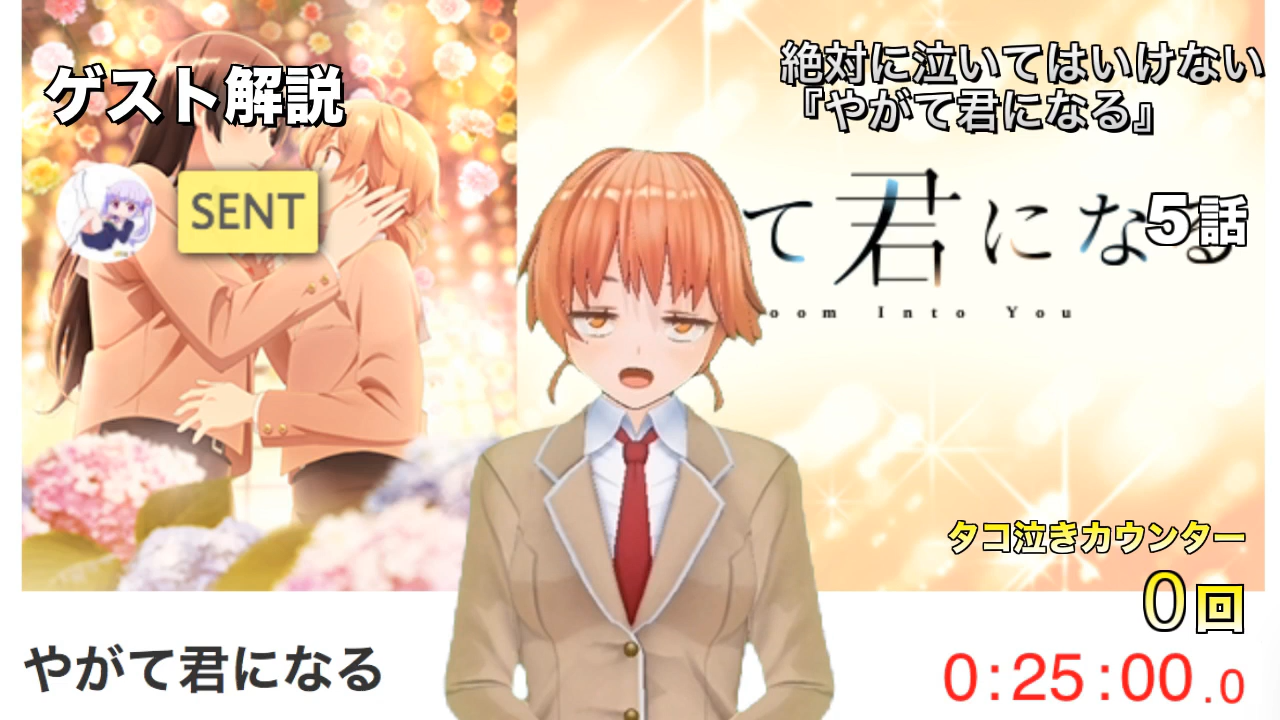 ゲスト解説
SENT
絶対に泣いてはいけない
『やがて君になる』
て君になる
5話
oom Into You
タコ泣きカウンター
0回
0:25:00.0
やがて君になる